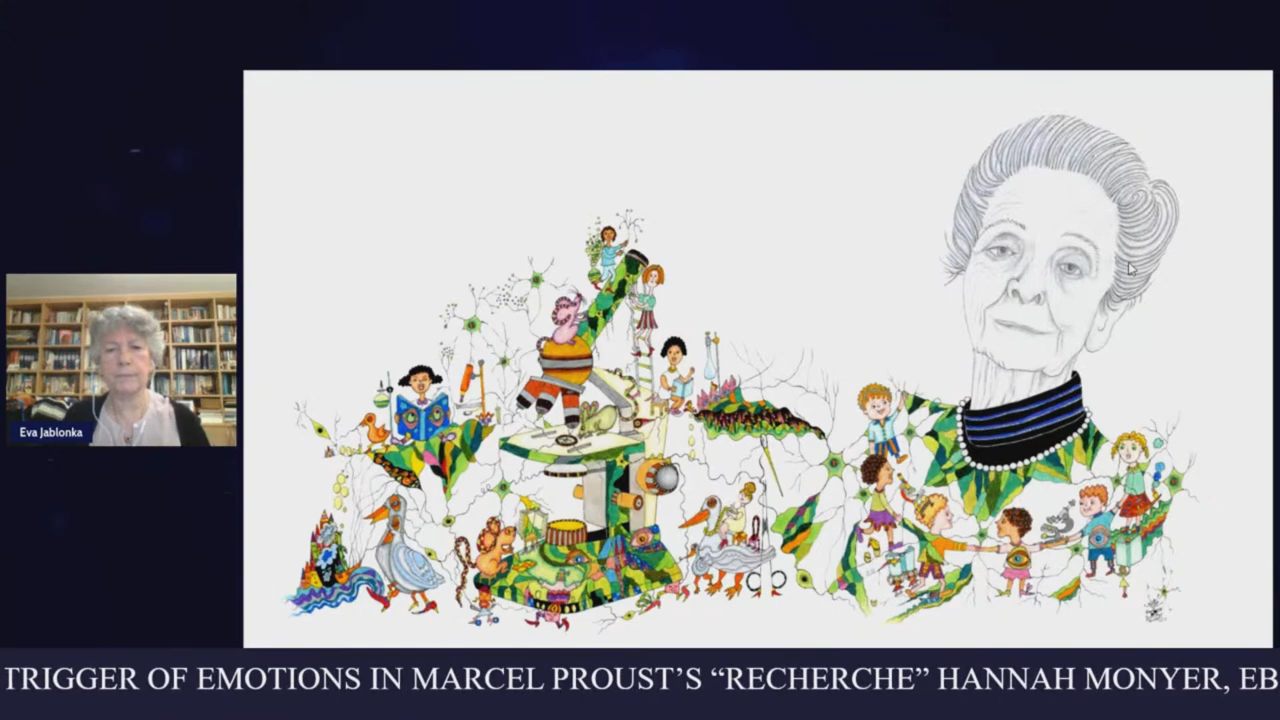 Eva Jablonka
TRIGGER OF EMOTIONS IN MARCEL PROUST’S “RECHERCHE” HANNAH MONYER, EB